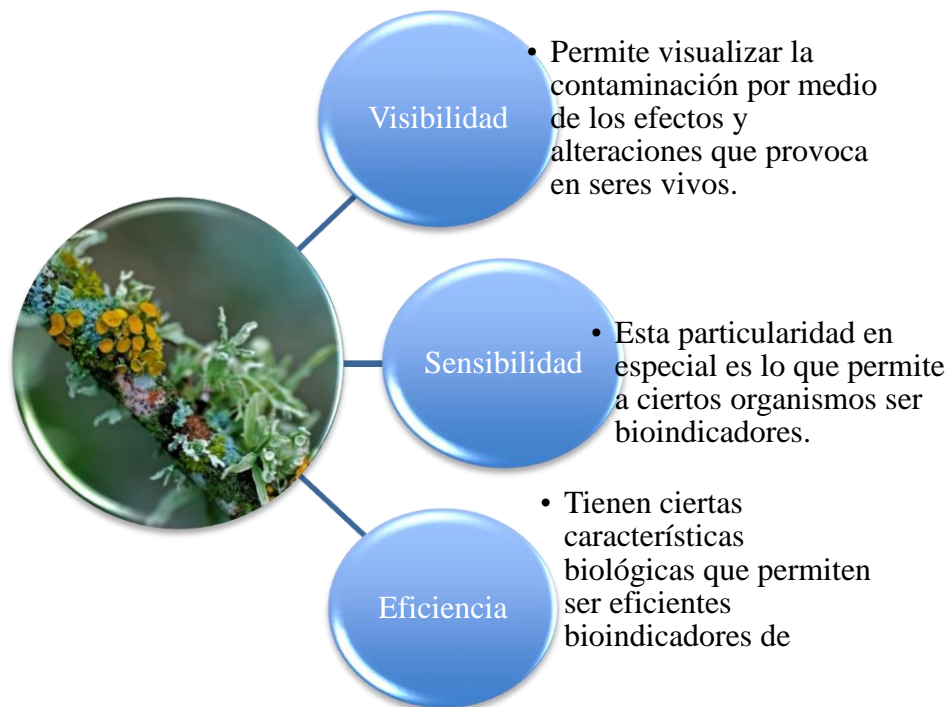 Visibilidad
• Permite visualizar la
contaminación por medio
de los efectos y
alteraciones que provoca
en seres vivos.
Sensibilidad
• Esta particularidad en
especial es lo que permite
a ciertos organismos ser
bioindicadores.
Eficiencia
• Tienen ciertas
características
biológicas que permiten
ser eficientes
bioindicadores de